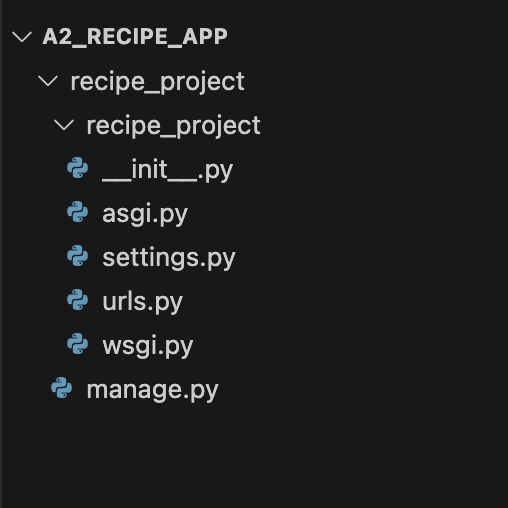 A2_RECIPE_APP
recipe_project
recipe_project
__init__.py
asgi.py
settings.py
urls.py
wsgi.py
manage.py